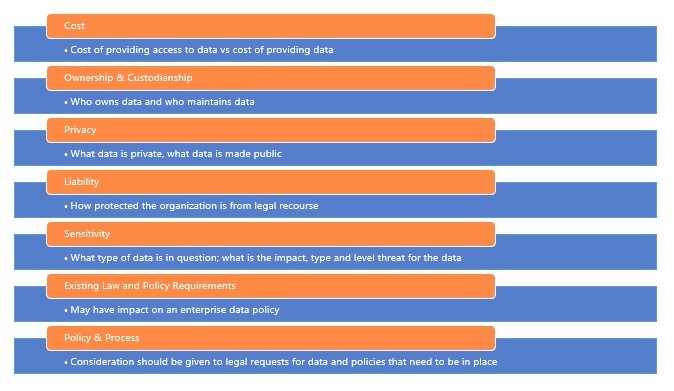 Cost
• Cost of providing access to data vs cost of providing data
Ownership & Custodianship
• Who owns data and who maintains data
Privacy
• What data is private, what data is made public
Liability
• How protected the organization is from legal recourse
Sensitivity
• What type of data is in question; what is the impact, type and level threat for the data
Existing Law and Policy Requirements
• May have impact on an enterprise data policy
Policy & Process
• Consideration should be given to legal requests for data and policies that need to be in place